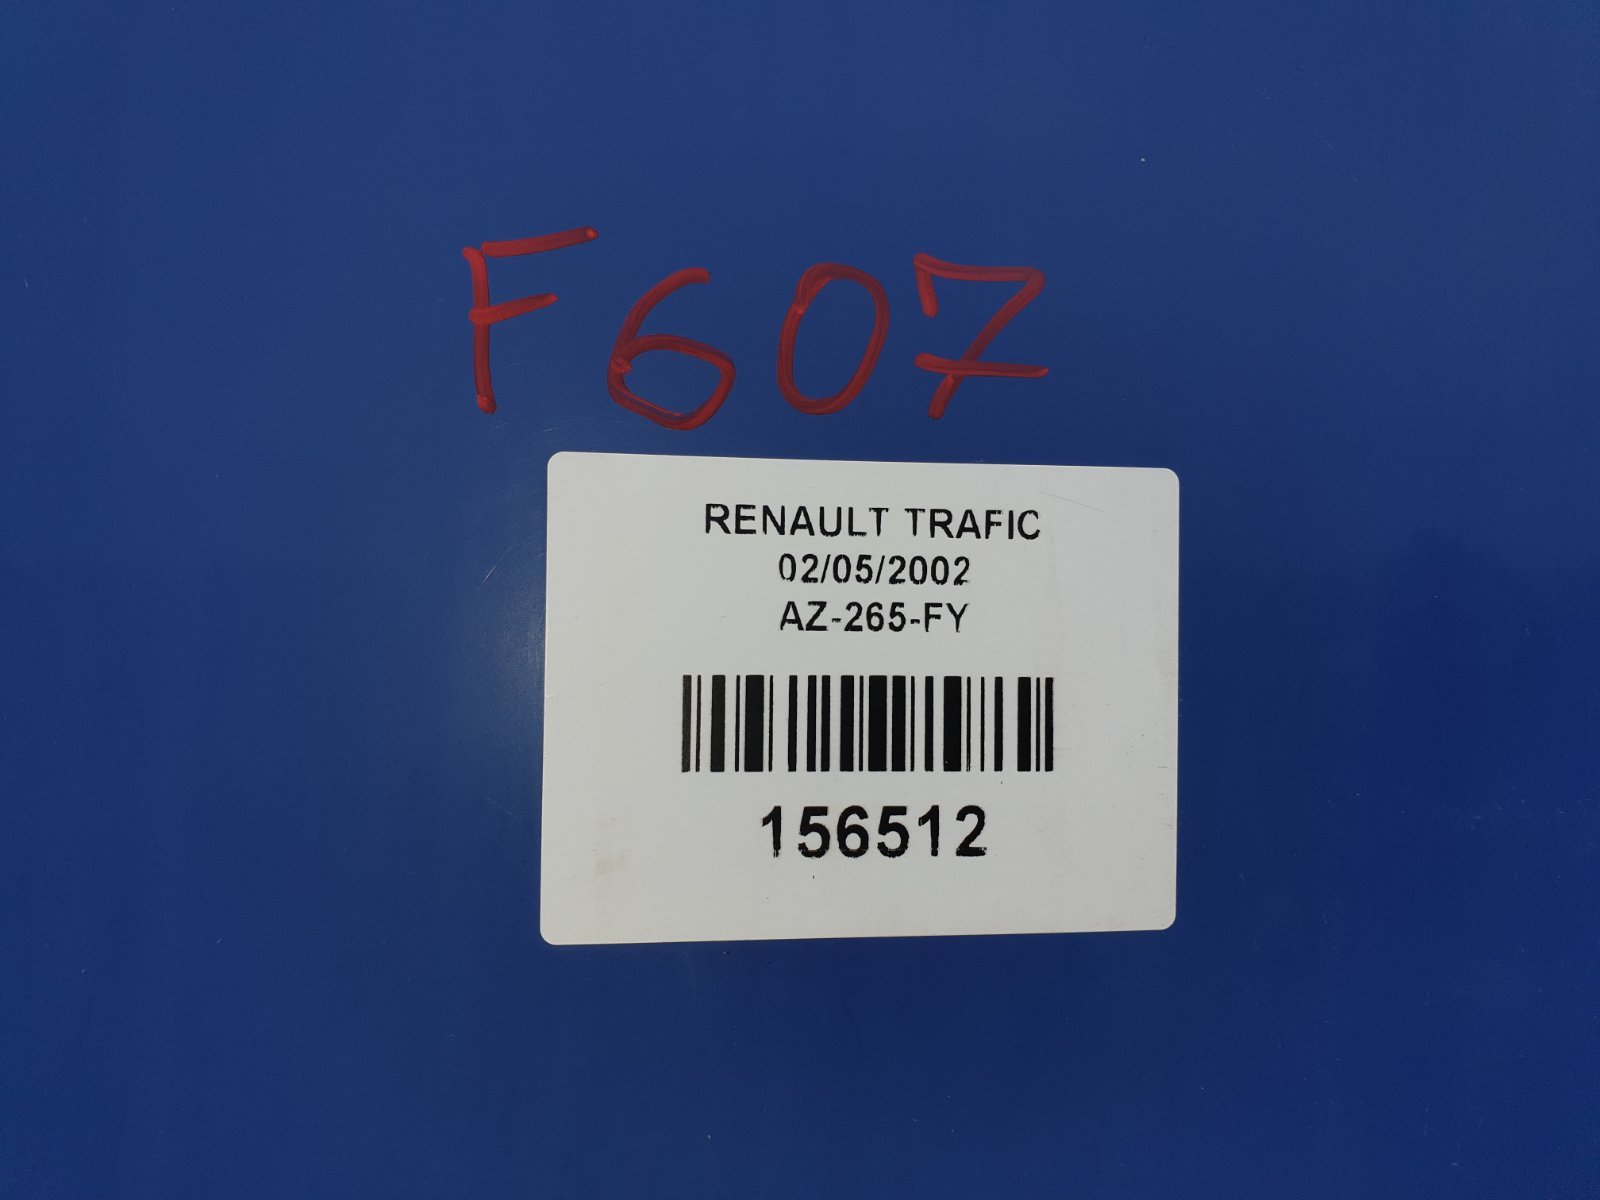 F607
RENAULT TRAFIC
02/05/2002
AZ-265-FY
156512